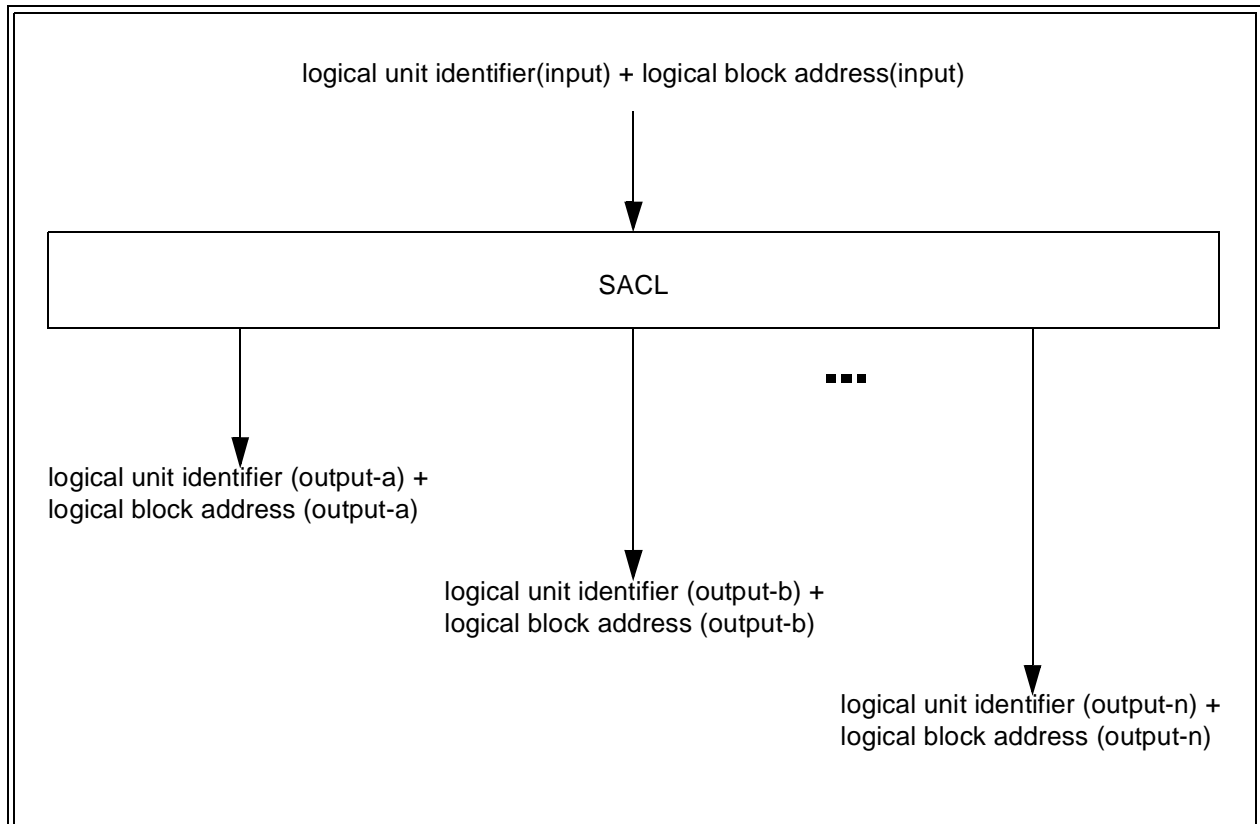 logical unit identifier(input) + logical block address(input)
SACL
...
logical unit identifier (output-a) +
logical block address (output-a)
logical unit identifier (output-b) +
logical block address (output-b)
logical unit identifier (output-n) +
logical block address (output-n)